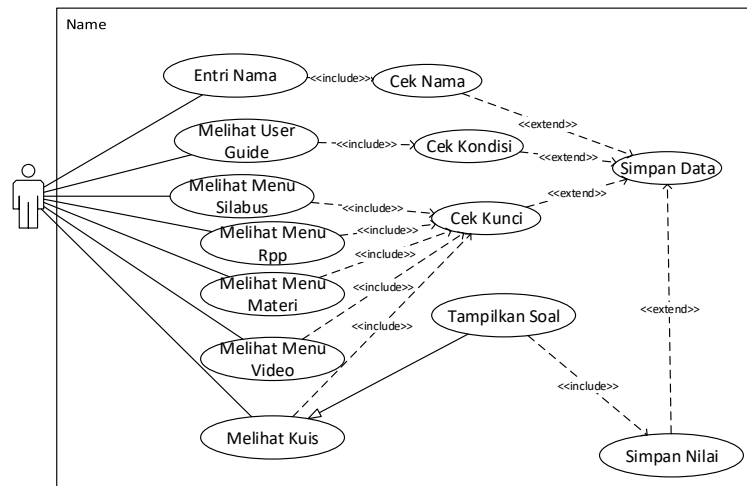 Name
Entri Nama
<<include>>
Cek Nama
<<extend>>
Melihat User
Guide
<<include>>
Cek Kondisi
<<extend>>
Simpan Data
Melihat Menu
Silabus
<<include>>
Cek Kunci
<<extend>>
Melihat Menu
Rpp
<<include>>
Melihat Menu
Materi
<<include>>
<<include>>
Melihat Menu
Video
<<include>>
Tampilkan Soal
<<extend>>
<<include>>
Melihat Kuis
Simpan Nilai